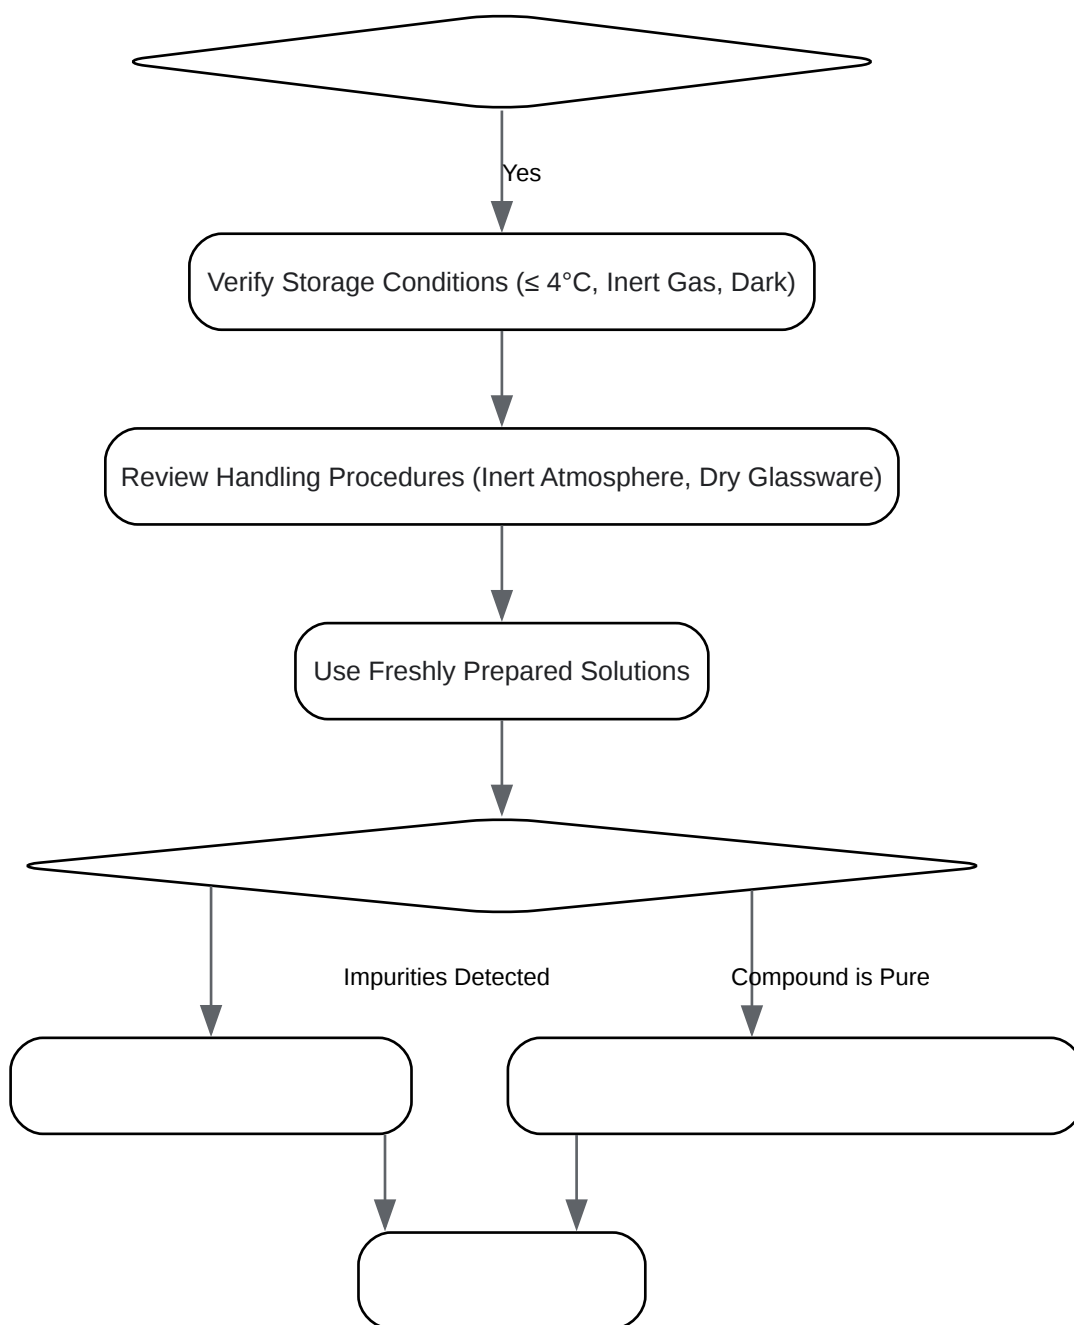 Yes
Verify Storage Conditions (≤ 4°C, Inert Gas, Dark)
Review Handling Procedures (Inert Atmosphere, Dry Glassware)
Use Freshly Prepared Solutions
Impurities Detected
Compound is Pure